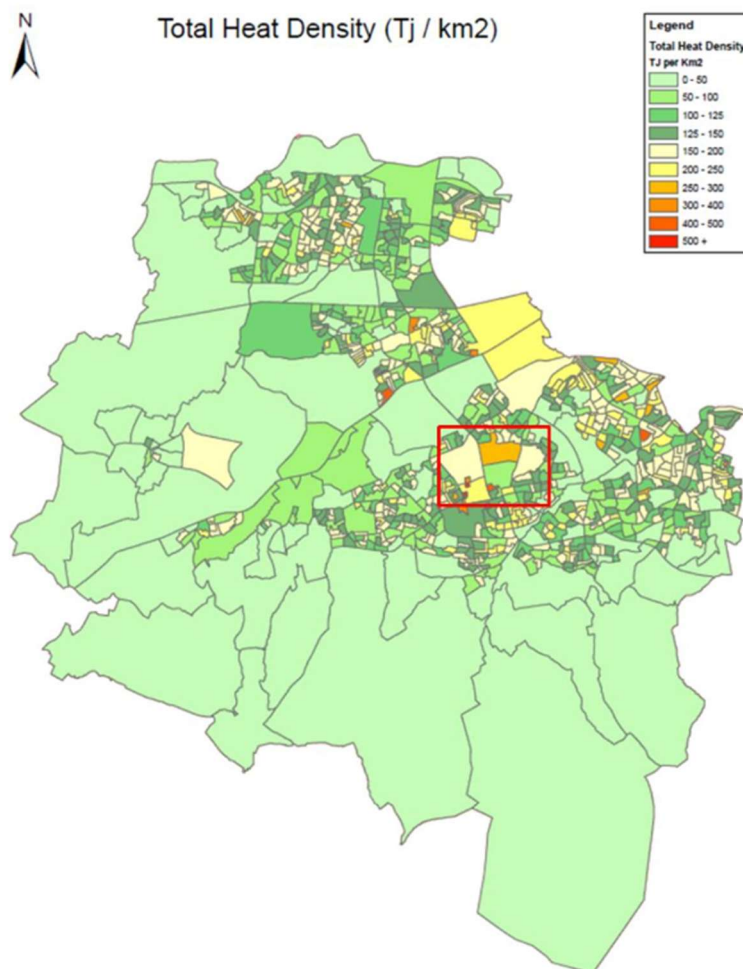 N
Total Heat Density (Tj / km2)
Legend
Total Heat Density
TJ per Km2
0 - 50
50 - 100
100 - 125
125 - 150
150 - 200
200 - 250
250 - 300
300 - 400
400 - 500
500 +